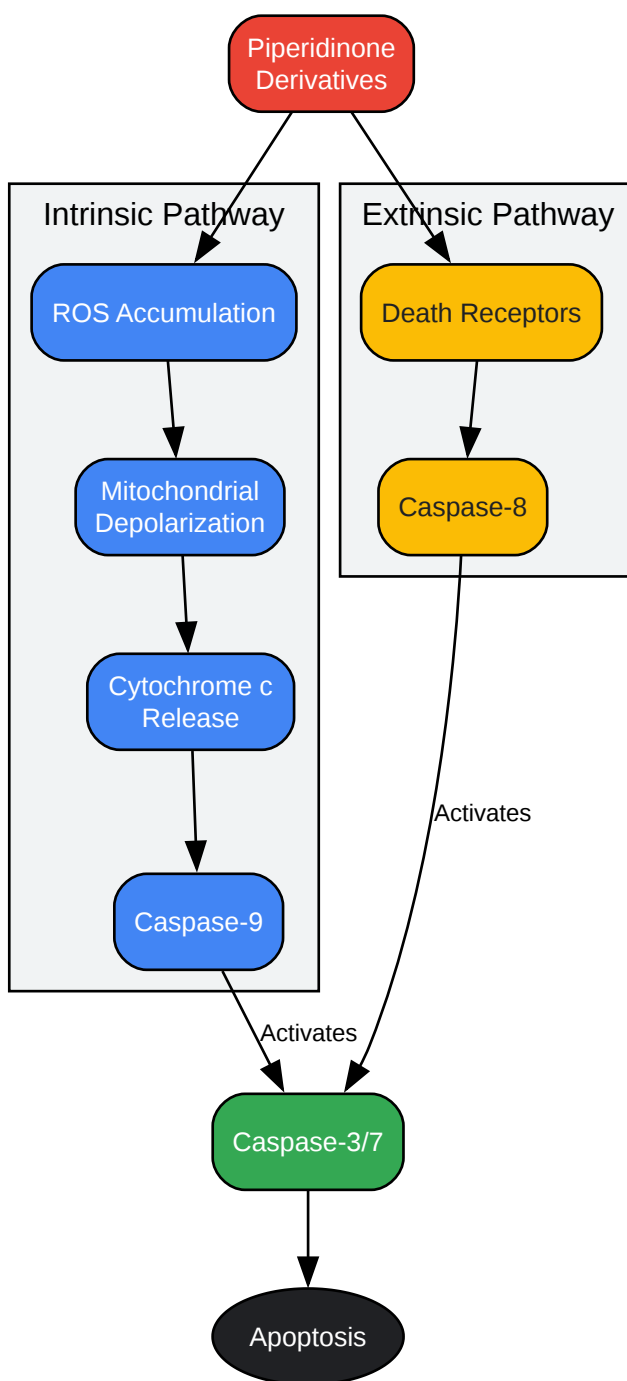 Piperidinone
Derivatives
Intrinsic Pathway
Extrinsic Pathway
ROS Accumulation
Death Receptors
Mitochondrial
Depolarization
Caspase-8
Cytochrome c
Release
Activates
Caspase-9
Activates
Caspase-3/7
Apoptosis